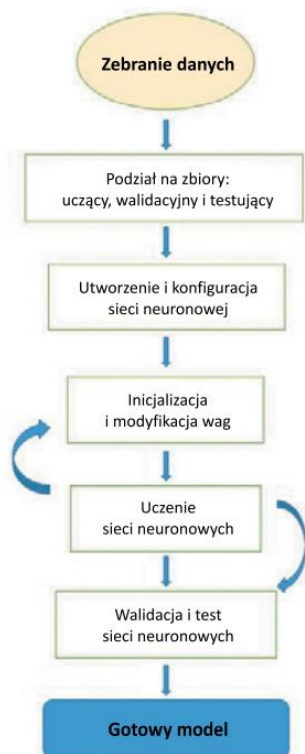 Zebranie danych
Podział na zbiory:
uczący, walidacyjny i testujący
Utworzenie i konfiguracja
sieci neuronowej
Inicjalizacja
i modyfikacja wag
Uczenie
sieci neuronowych
Walidacja i test
sieci neuronowych
Gotowy model